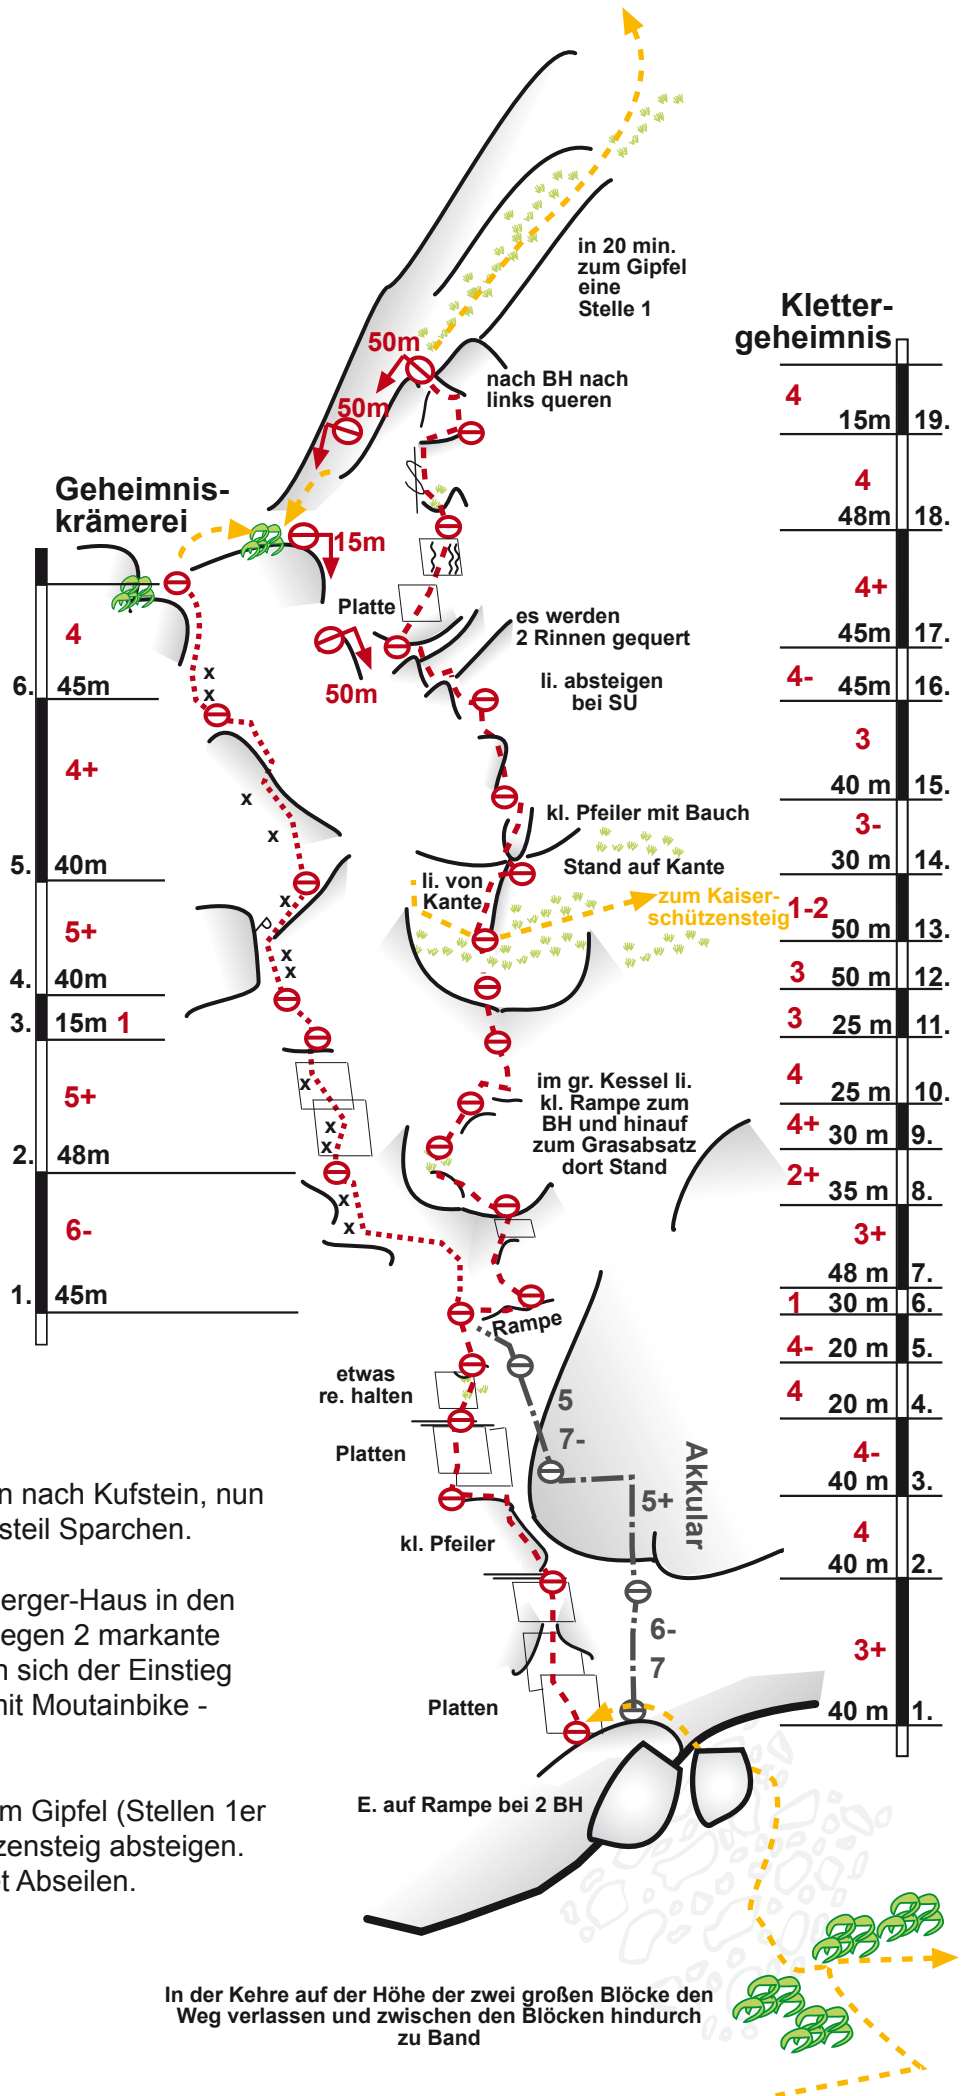 in 20 min.
zum Gipfel
eine
Stelle 1
Kletter-
geheimnis
50m
nach BH nach
links queren
50m
4
15m 19.
Geheimnis-
krämerei
4
48m 18.
15m
Platte
es werden
2 Rinnen gequert
4+
45m 17.
4
6. 45m
50m
li. absteigen
bei SU
4- 45m 16.
x
x
3
40 m 15.
4+
x
x
5. 40m
kl. Pfeiler mit Bauch
3-
30 m 14.
Stand auf Kante
li. von
Kante
zum Kaiser-
schützensteig
1-2
50 m 13.
5+
x
P
x
x
4. 40m
3 50 m 12.
3. 15m 1
3 25 m 11.
5+
x
x
x
2. 48m
im gr. Kessel li.
kl. Rampe zum
BH und hinauf
zum Grasabsatz
dort Stand
4
25 m 10.
4+ 30 m 9.
2+
35 m 8.
6-
x
x
1. 45m
3+
48 m 7.
1 30 m 6.
Rampe
4- 20 m 5.
etwas
re. halten
5
4
20 m 4.
7-
Platten
Akkular
4-
40 m 3.
5+
n nach Kufstein, nun
steil Sparchen.
kl. Pfeiler
4
40 m 2.
erger-Haus in den
egen 2 markante
n sich der Einstieg
mit Moutainbike -
6-
7
3+
Platten
40 m 1.
m Gipfel (Stellen 1er
zensteig absteigen.
et Abseilen.
E. auf Rampe bei 2 BH
In der Kehre auf der Höhe der zwei großen Blöcke den
Weg verlassen und zwischen den Blöcken hindurch
zu Band